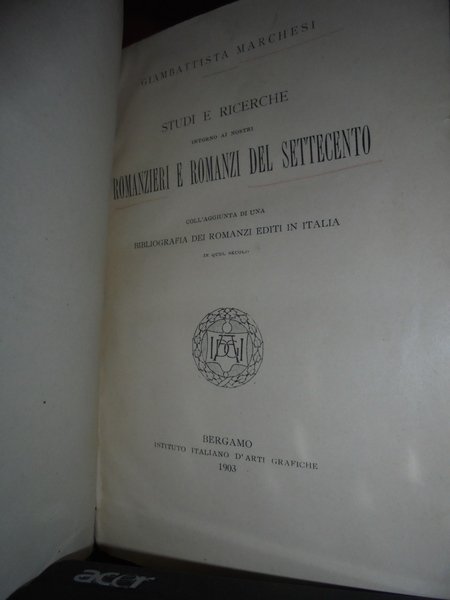 GIAMBATTISTA MARCHESI
STUDI E RICERCHE
INTORNO AI NOSTRI
ROMANZIERI E ROMANZI DEL SETTECENTO
COLL'AGGIUNTA DI UNA
BIBLIOGRAFIA DEI ROMANZI EDITI IN ITALIA
IN QUEL SECOLO
BERGAMO
ISTITUTO ITALIANO D'ARTI GRAFICHE
1903
acer